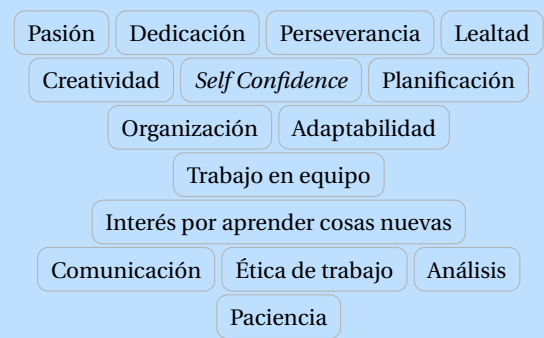 Pasión Dedicación Perseverancia Lealtad
Creatividad Self Confidence Planificación
Organización Adaptabilidad
Trabajo en equipo
Interés por aprender cosas nuevas
Comunicación Ética de trabajo Análisis
Paciencia